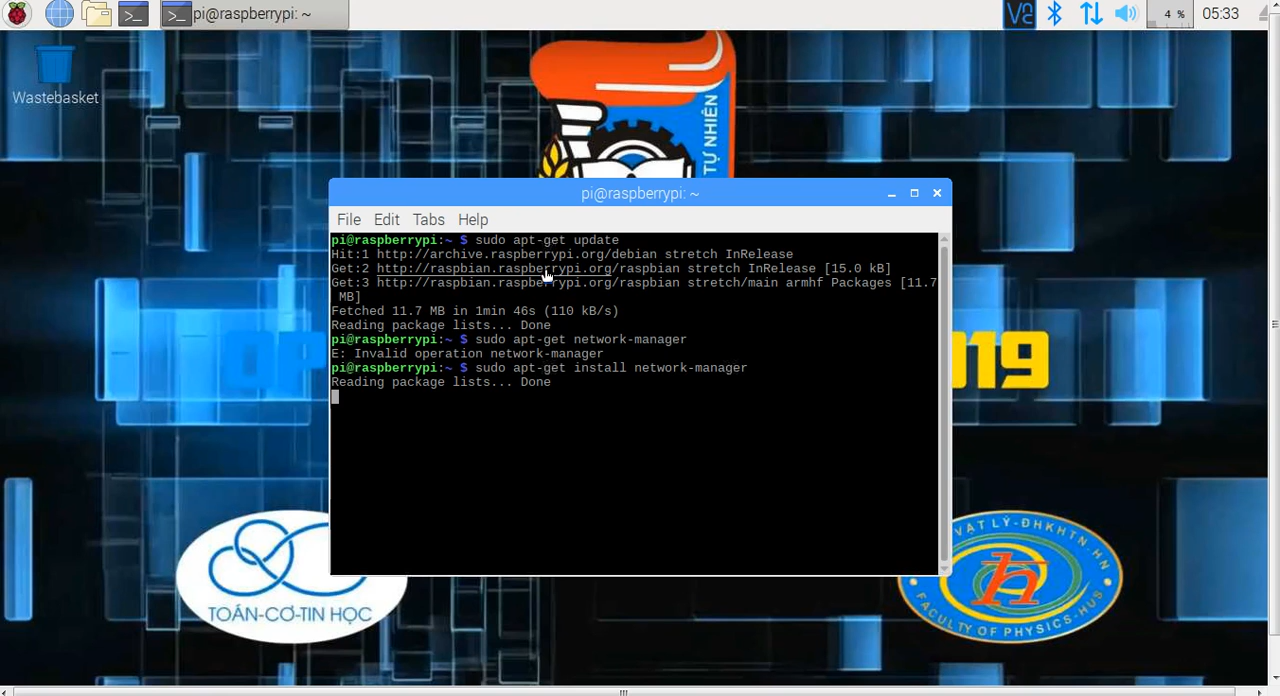 pi@raspberrypi: ~
4 %
05:33
Wastebasket
TỰ NHIÊN
pi@raspberrypi: ~
File Edit Tabs Help
pi@raspberrypi:~ $ sudo apt-get update
Hit:1 http://archive.raspberrypi.org/debian stretch InRelease
Get:2 http://raspbian.raspberrypi.org/raspbian stretch InRelease [15.0 kB]
Get:3 http://raspbian.raspberrypi.org/raspbian stretch/main armhf Packages [11.7
MB]
Fetched 11.7 MB in 1min 46s (110 kB/s)
Reading package lists... Done
pi@raspberrypi:~ $ sudo apt-get network-manager
E: Invalid operation network-manager
pi@raspberrypi:~ $ sudo apt-get install network-manager
Reading package lists... Done
OP
019
TOÁN-CƠ-TIN HỌC
VẬT LÝ-ĐHKHTN.HN
FACULTY OF PHYSICS-HUS